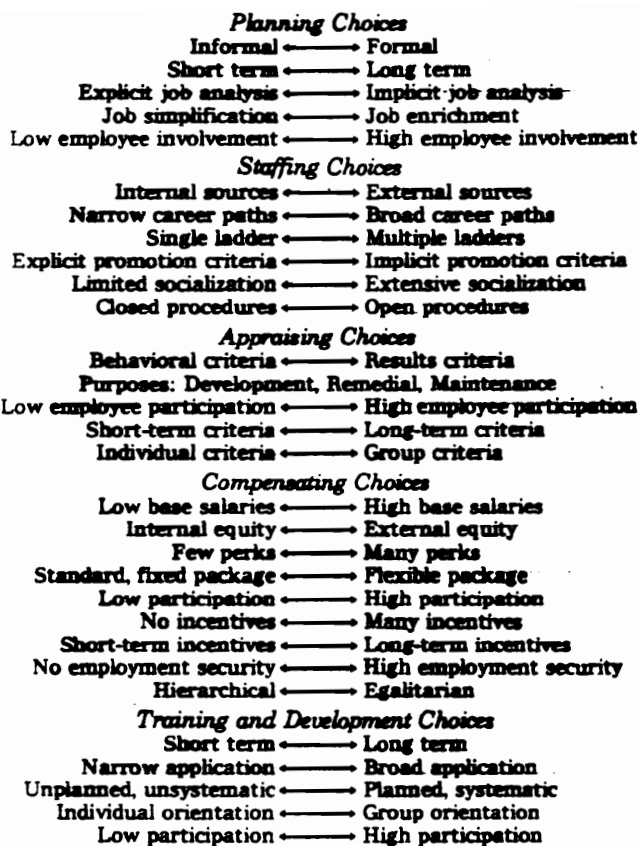 Planning Choices
Informal ←→ Formal
Short term ←→ Long term
Explicit job analysis ←→ Implicit job analysis
Job simplification ←→ Job enrichment
Low employee involvement ←→ High employee involvement
Staffing Choices
Internal sources ←→ External sources
Narrow career paths ←→ Broad career paths
Single ladder ←→ Multiple ladders
Explicit promotion criteria ←→ Implicit promotion criteria
Limited socialization ←→ Extensive socialization
Closed procedures ←→ Open procedures
Appraising Choices
Behavioral criteria ←→ Results criteria
Purposes: Development, Remedial, Maintenance
Low employee participation ←→ High employee participation
Short-term criteria ←→ Long-term criteria
Individual criteria ←→ Group criteria
Compensating Choices
Low base salaries ←→ High base salaries
Internal equity ←→ External equity
Few perks ←→ Many perks
Standard, fixed package ←→ Flexible package
Low participation ←→ High participation
No incentives ←→ Many incentives
Short-term incentives ←→ Long-term incentives
No employment security ←→ High employment security
Hierarchical ←→ Egalitarian
Training and Development Choices
Short term ←→ Long term
Narrow application ←→ Broad application
Unplanned, unsystematic ←→ Planned, systematic
Individual orientation ←→ Group orientation
Low participation ←→ High participation